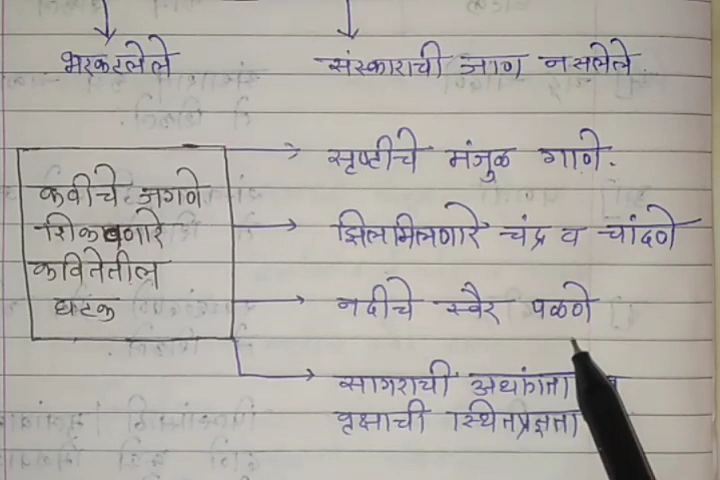 भरकटलेले
संस्काराची जाण नसलेले
सृष्टीचे मंजुळ गाणे.
कवीचे जगणे
शिकवणारे
कवितेतील
घटक
झिलमिलणारे चंद्र व चांदणे
नदीचे स्वैर पळणे
सागराची अथांगता
वृक्षाची स्थितप्रज्ञता